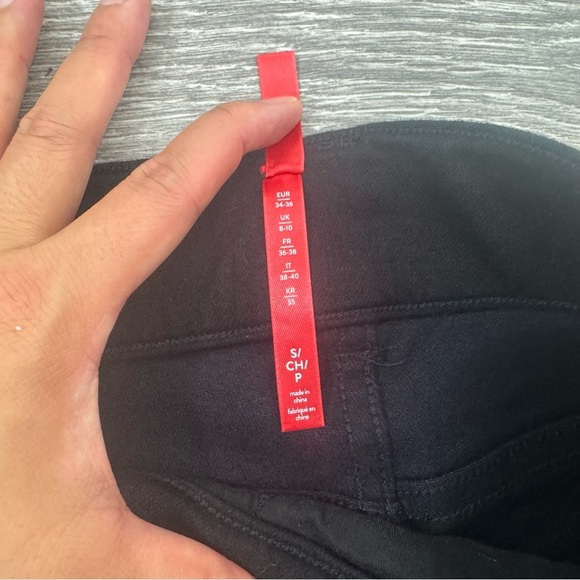 EUR
34-36
UK
8-10
FR
36-38
IT
38-40
KR
55
S/
CH/
P
made in
china
fabriqué en
chine